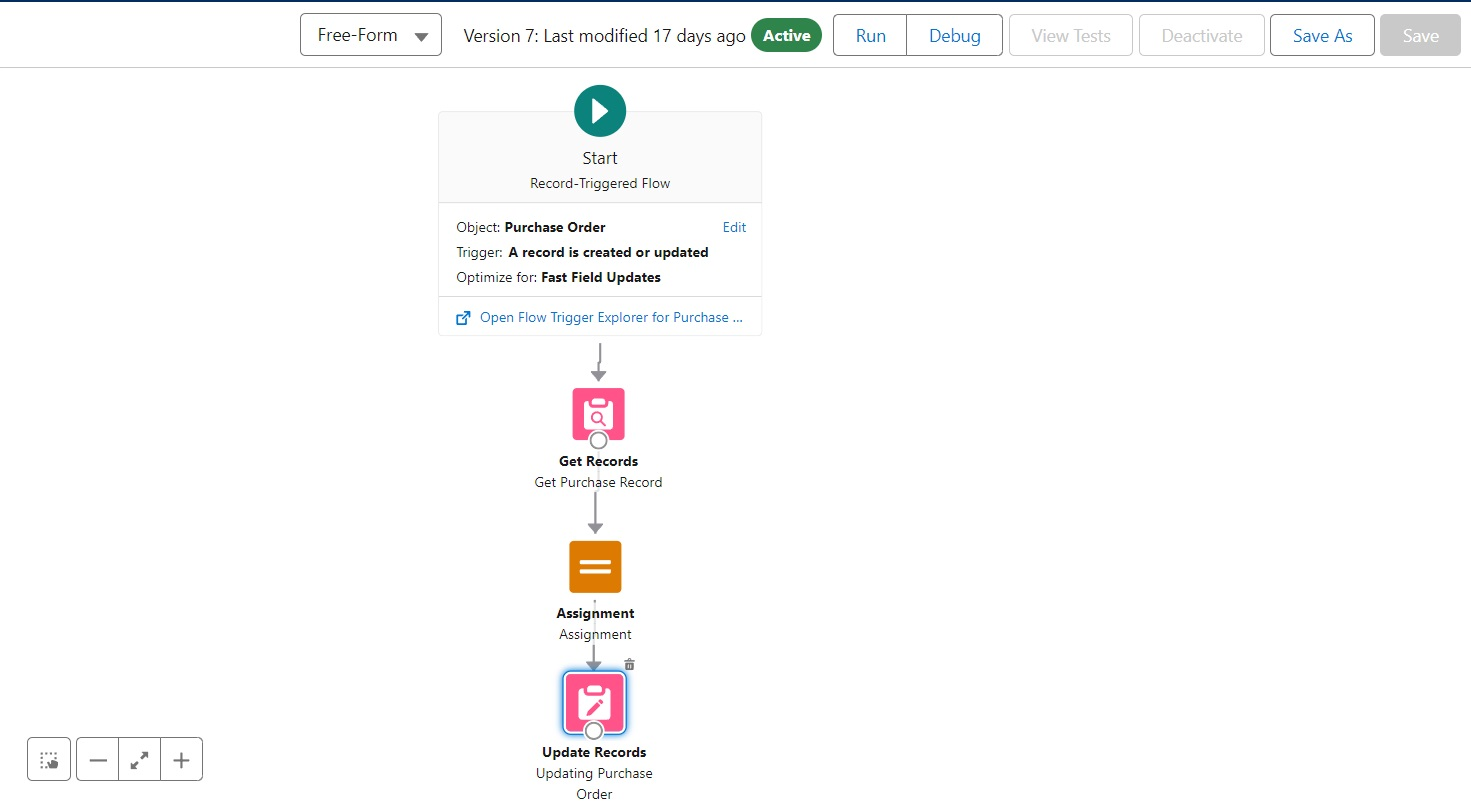 Free-Form
Version 7: Last modified 17 days ago
Active
Run
Debug
View Tests
Deactivate
Save As
Save
Start
Record-Triggered Flow
Object: Purchase Order
Edit
Trigger: A record is created or updated
Optimize for: Fast Field Updates
Open Flow Trigger Explorer for Purchase ...
Get Records
Get Purchase Record
Assignment
Assignment
Update Records
Updating Purchase
Order